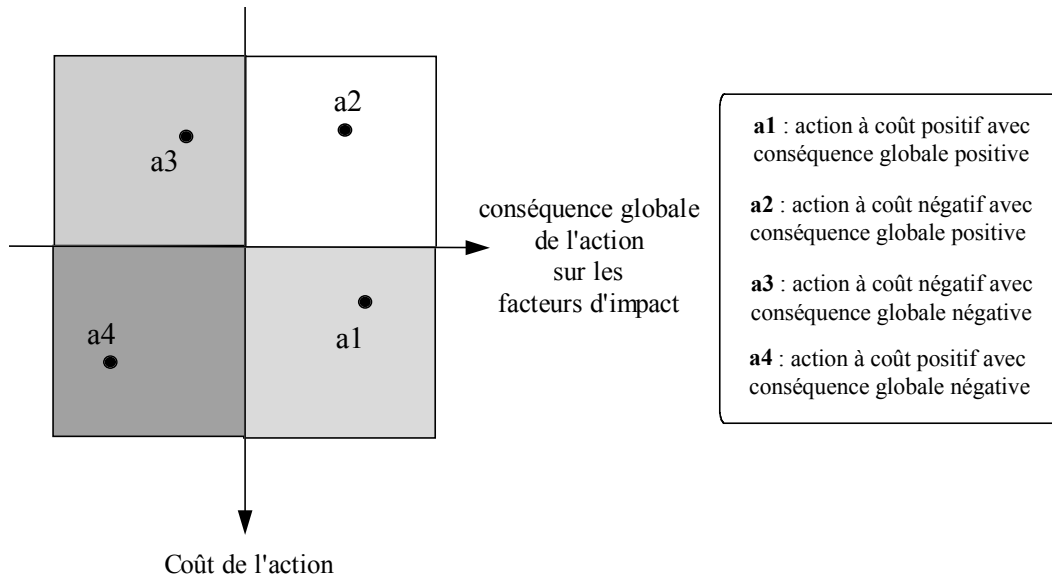 a2
a3
conséquence globale
de l'action
sur les
facteurs d'impact
a1
a4
Coût de l'action
a1 : action à coût positif avec
conséquence globale positive
a2 : action à coût négatif avec
conséquence globale positive
a3 : action à coût négatif avec
conséquence globale négative
a4 : action à coût positif avec
conséquence globale négative